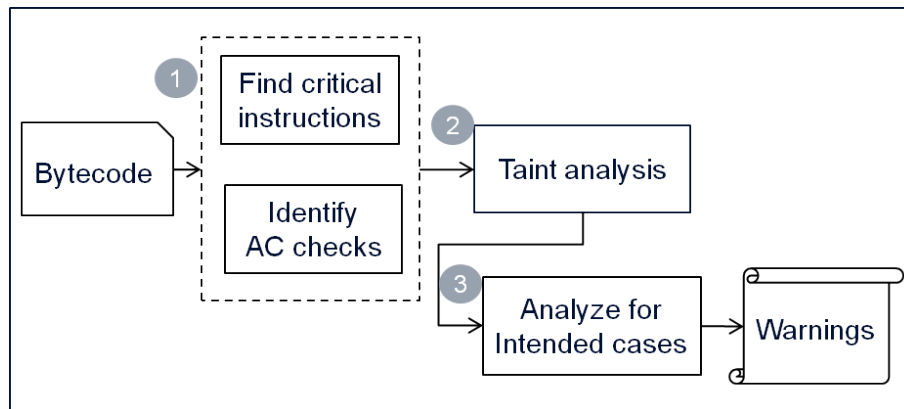 1
Find critical
instructions
Bytecode
Identify
AC checks
2
Taint analysis
3
Analyze for
Intended cases
Warnings